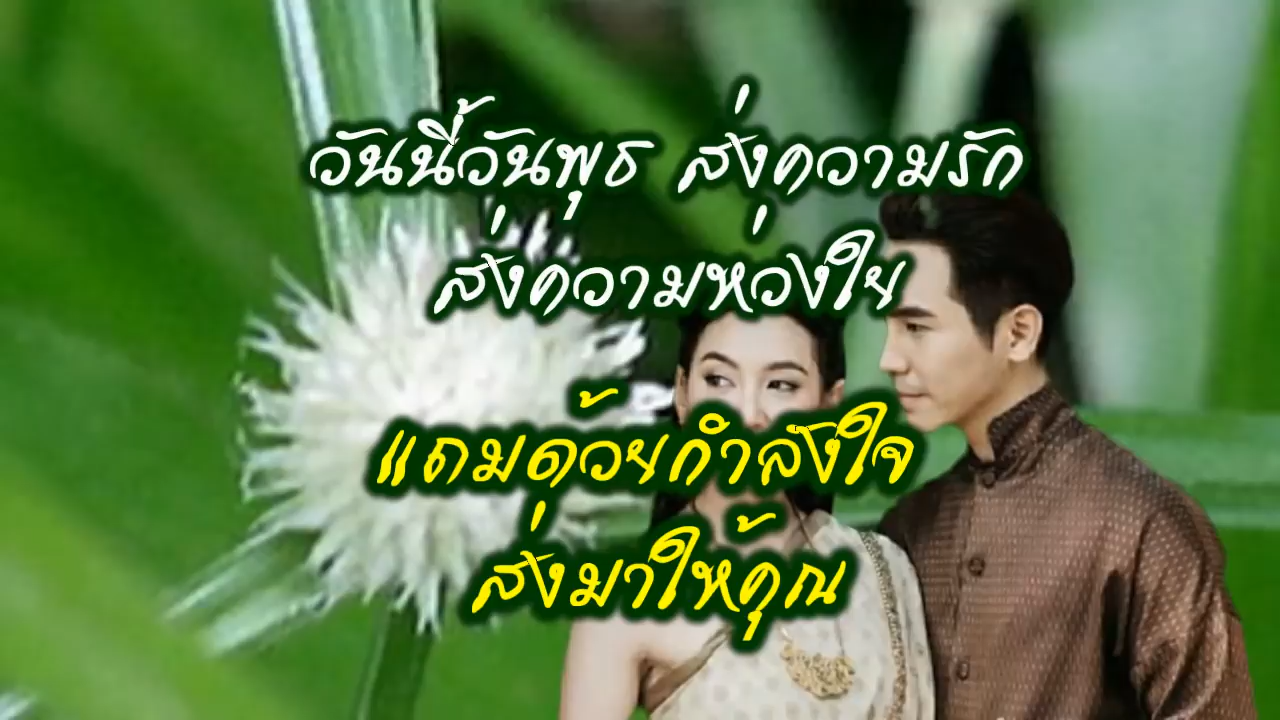 วันนี้วันพุธ ส่งความรัก
ส่งความห่วงใย
แถมด้วยกำลังใจ
ส่งมาให้คุณ